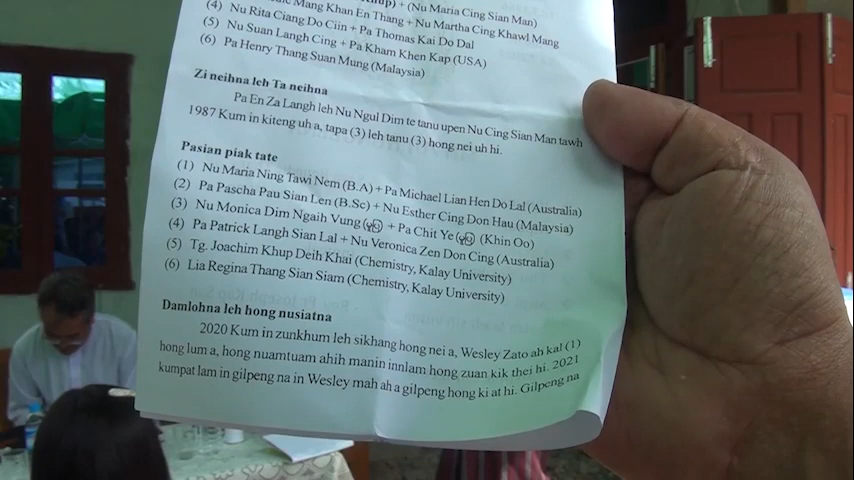 Mang Khan En Thang + Nu Martha Cing Khawl Mang
+ (Nu Maria Cing Sian Man)
(4) Nu Rita Ciang Do Ciin + Pa Thomas Kai Do Dal
(5) Nu Suan Langh Cing + Pa Kham Khen Kap (USA)
(6) Pa Henry Thang Suan Mung (Malaysia)
Zi neihna leh Ta neihna
Pa En Za Langh leh Nu Ngul Dim te tanu upen Nu Cing Sian Man tawh
1987 Kum in kiteng uh a, tapa (3) leh tanu (3) hong nei uh hi.
Pasian piak tate
(1) Nu Maria Ning Tawi Nem (B.A) + Pa Michael Lian Hen Do Lal (Australia)
(2) Pa Pascha Pau Sian Len (B.Sc) + Nu Esther Cing Don Hau (Malaysia)
(3) Nu Monica Dim Ngaih Vung + Pa Chit Ye (Khin Oo)
(4) Pa Patrick Langh Sian Lal + Nu Veronica Zen Don Cing (Australia)
(5) Tg. Joachim Khup Deih Khai (Chemistry, Kalay University)
(6) Lia Regina Thang Sian Siam (Chemistry, Kalay University)
Damlohna leh hong nusiatna
2020 Kum in zunkhum leh sikhang hong nei a, Wesley Zato ah kal (1)
hong lum a, hong nuamtuam ahih manin innlam hong zuan kik thei hi. 2021
kumpat lam in gilpeng na in Wesley mah ah a gilpeng hong ki at hi. Gilpeng na